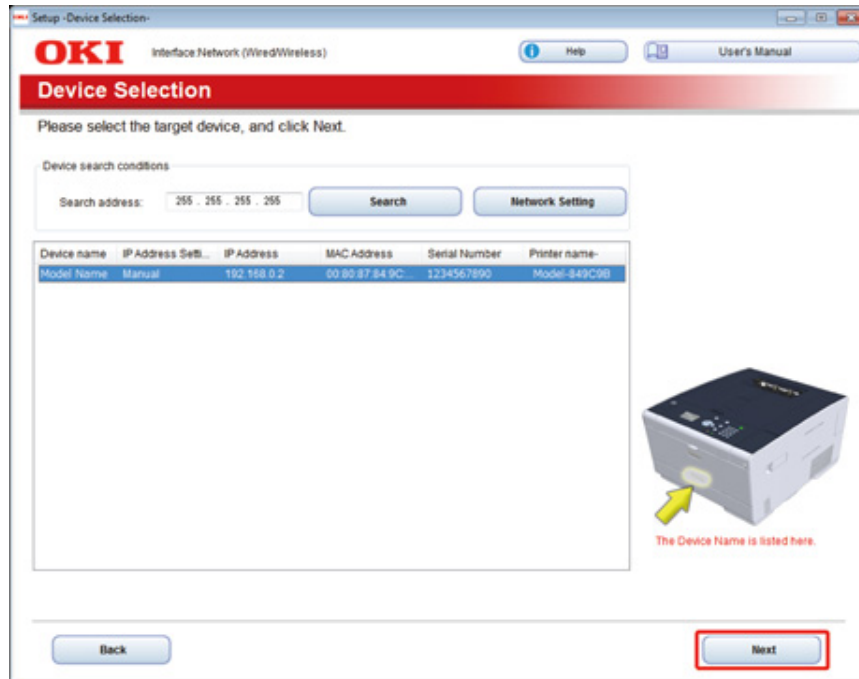 Setup -Device Selection-
OKI Interface:Network (Wired/Wireless) Help User's Manual
Device Selection
Please select the target device, and click Next.
Device search conditions
Search address: 255 . 255 . 255 . 255 Search Network Setting
Device name IP Address Setti... IP Address MAC Address Serial Number Printer name-
Model Name Manual 192.168.0.2 00:80:87:84:9C:... 1234567890 Model-849C9B
The Device Name is listed here.
Back Next